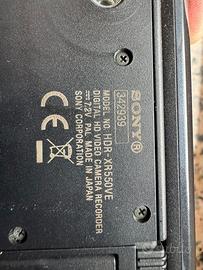 SONY®
342939
MODEL NO. HDR-XR550VE
DIGITAL HD VIDEO CAMERA RECORDER
7.2V PAL MADE IN JAPAN
SONY CORPORATION
CE